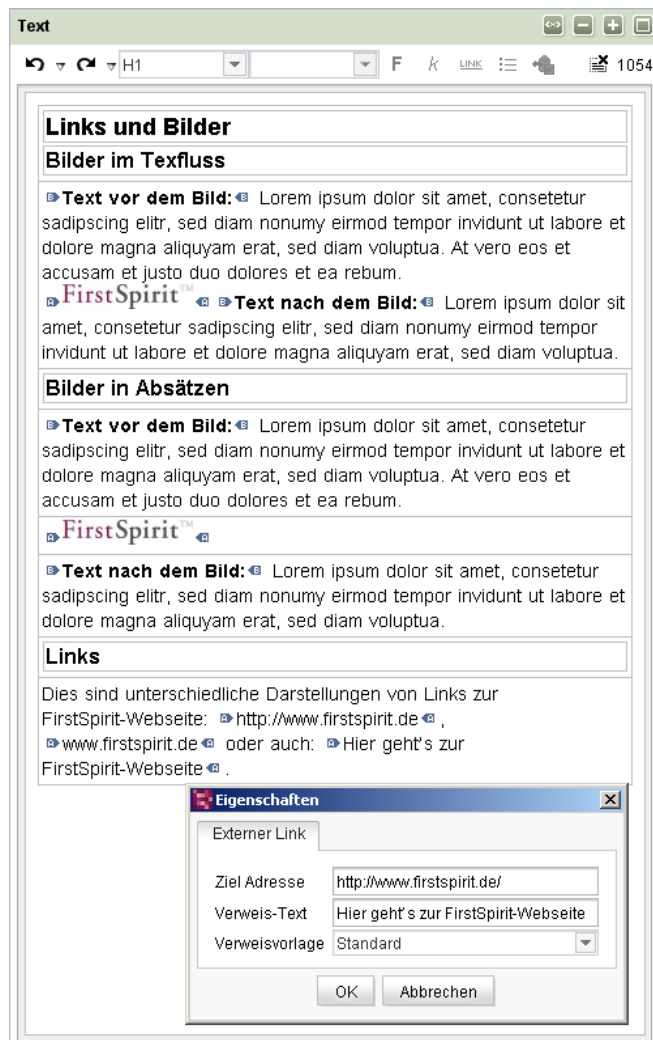 Text
H1
F k LINK 1054
Links und Bilder
Bilder im Texfluss
Text vor dem Bild: Lorem ipsum dolor sit amet, consetetur
sadipscing elitr, sed diam nonumy eirmod tempor invidunt ut labore et
dolore magna aliquyam erat, sed diam voluptua. At vero eos et
accusam et justo duo dolores et ea rebum.
FirstSpirit™ Text nach dem Bild: Lorem ipsum dolor sit
amet, consetetur sadipscing elitr, sed diam nonumy eirmod tempor
invidunt ut labore et dolore magna aliquyam erat, sed diam voluptua.
Bilder in Absätzen
Text vor dem Bild: Lorem ipsum dolor sit amet, consetetur
sadipscing elitr, sed diam nonumy eirmod tempor invidunt ut labore et
dolore magna aliquyam erat, sed diam voluptua. At vero eos et
accusam et justo duo dolores et ea rebum.
FirstSpirit™
Text nach dem Bild: Lorem ipsum dolor sit amet, consetetur
sadipscing elitr, sed diam nonumy eirmod tempor invidunt ut labore et
dolore magna aliquyam erat, sed diam voluptua.
Links
Dies sind unterschiedliche Darstellungen von Links zur
FirstSpirit-Webseite: http://www.firstspirit.de ,
www.firstspirit.de oder auch: Hier geht's zur
FirstSpirit-Webseite .
Eigenschaften
Externer Link
Ziel Adresse http://www.firstspirit.de/
Verweis-Text Hier geht's zur FirstSpirit-Webseite
Verweisvorlage Standard
OK Abbrechen